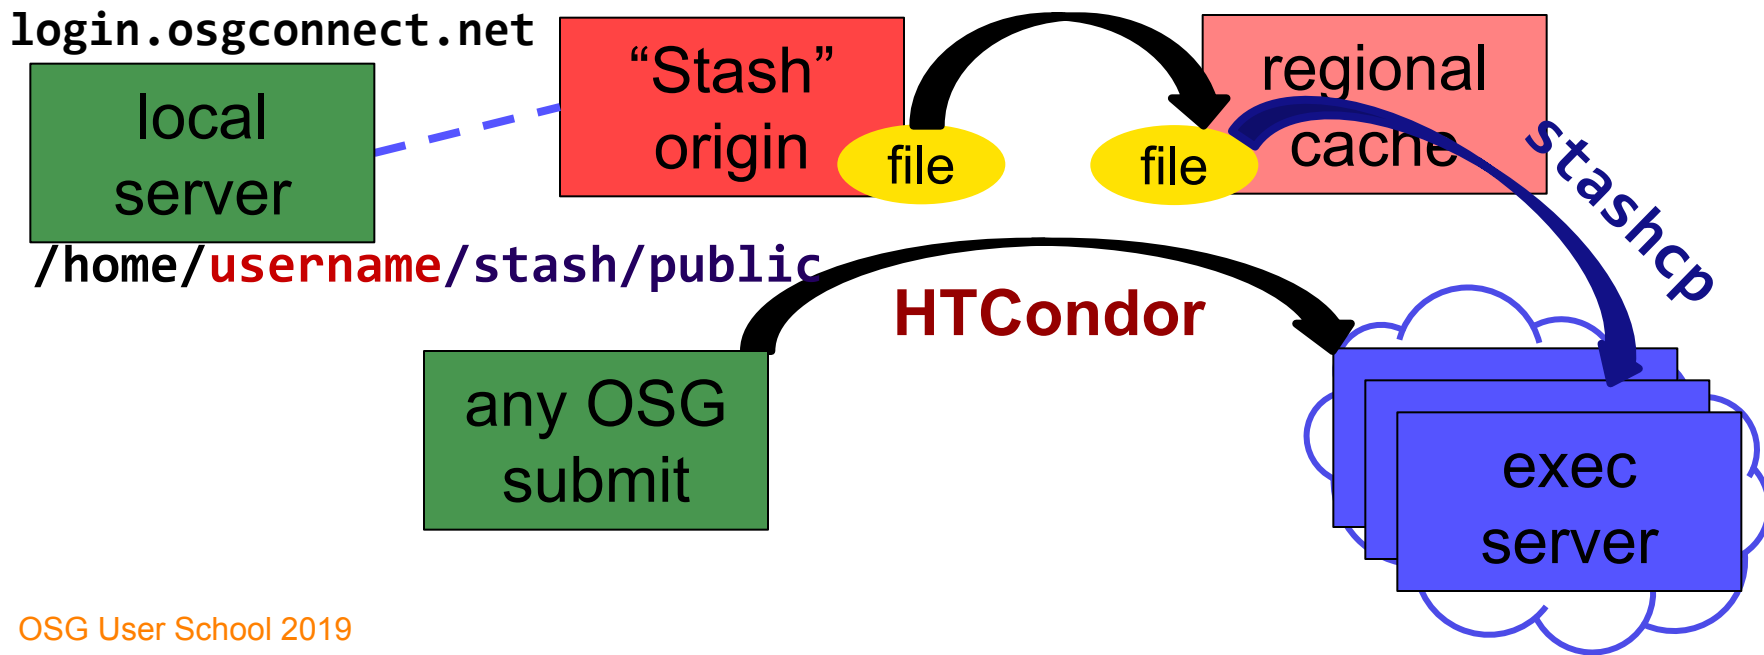 login.osgconnect.net
local
server
“Stash”
origin
file
file
regional
cache
stashcp
/home/username/stash/public
HTCondor
any OSG
submit
exec
server
OSG User School 2019